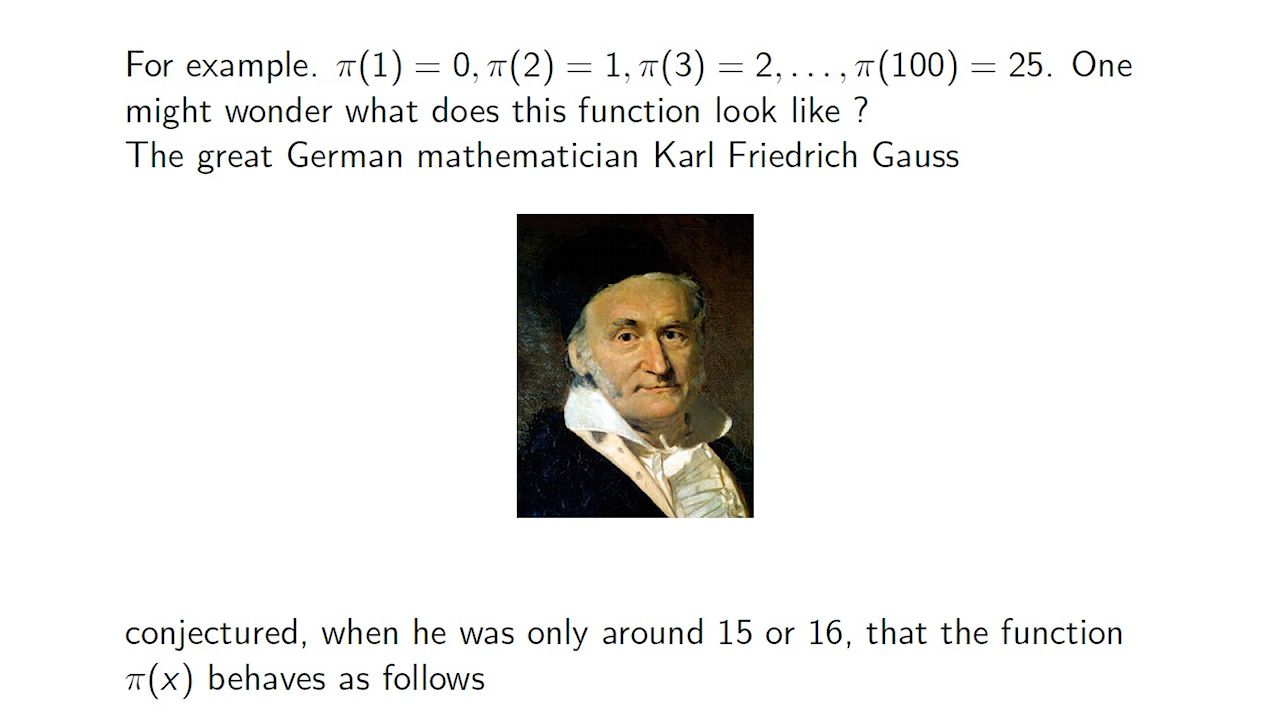 For example. π(1) = 0, π(2) = 1, π(3) = 2, . . . , π(100) = 25. One
might wonder what does this function look like ?
The great German mathematician Karl Friedrich Gauss
conjectured, when he was only around 15 or 16, that the function
π(x) behaves as follows